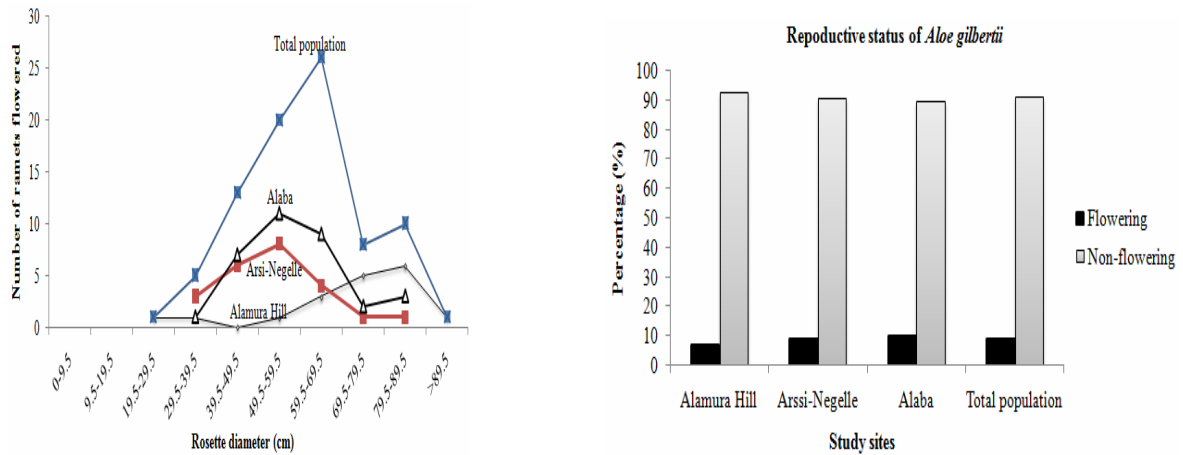 30
25
20
15
10
5
0
Number of ramets flowered
Total population
Alaba
Arsi-Negelle
Alamura Hill
0-9.5
9.5-19.5
19.5-29.5
29.5-39.5
39.5-49.5
49.5-59.5
59.5-69.5
69.5-79.5
79.5-89.5
>89.5
Rosette diameter (cm)
Repoductive status of Aloe gilbertii
100
90
80
70
60
50
40
30
20
10
0
Percentage (%)
Flowering
Non-flowering
Alamura Hill
Arssi-Negelle
Alaba
Total population
Study sites